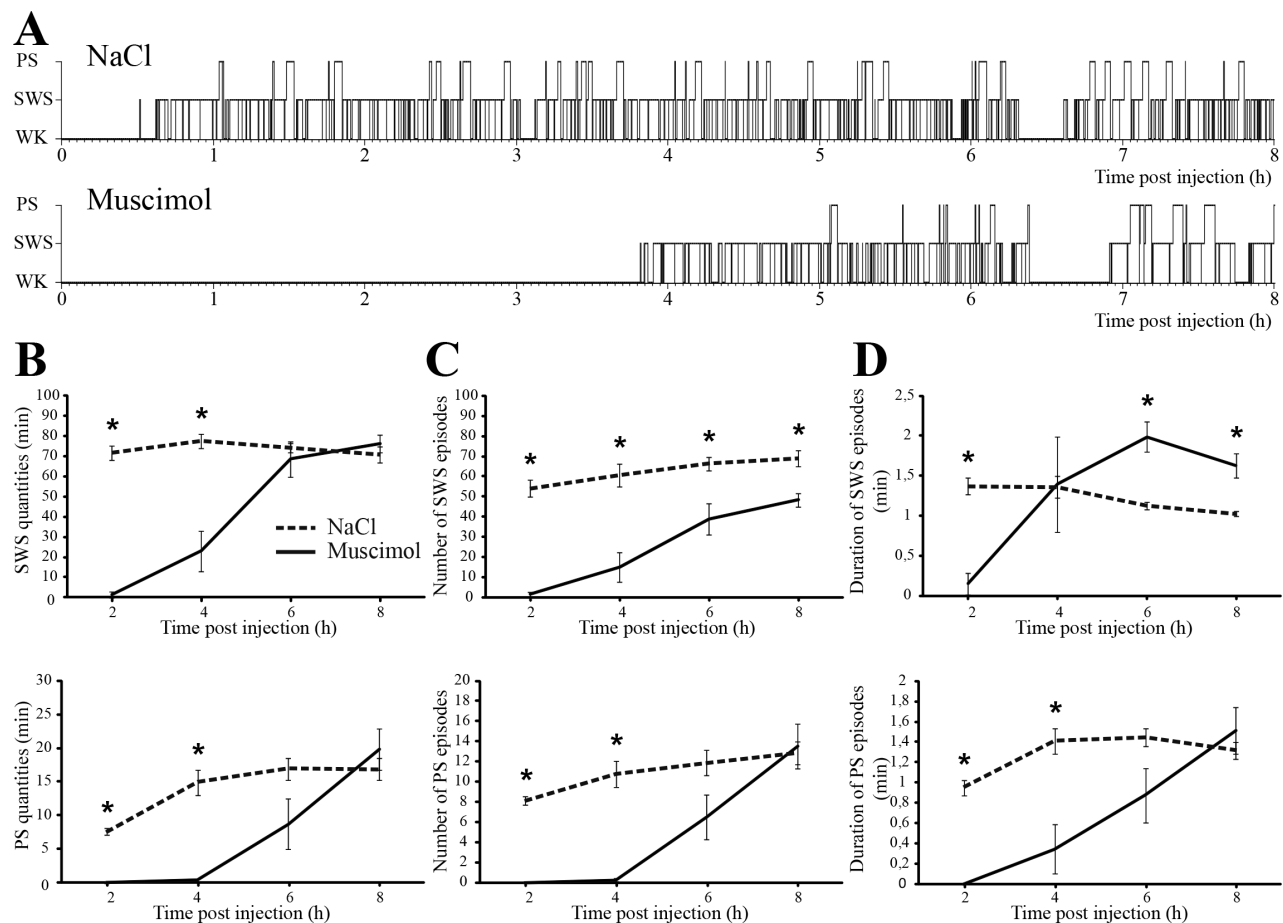 A
NaCl
PS
SWS
WK
0 1 2 3 4 5 6 7 8
Time post injection (h)
Muscimol
PS
SWS
WK
0 1 2 3 4 5 6 7 8
Time post injection (h)
B
SWS quantities (min)
100
90
80
70
60
50
40
30
20
10
0
* *
NaCl
Muscimol
2 4 6 8
Time post injection (h)
C
Number of SWS episodes
100
90
80
70
60
50
40
30
20
10
0
* * * *
2 4 6 8
Time post injection (h)
D
Duration of SWS episodes
(min)
2,5
2
1,5
1
0,5
0
* * *
2 4 6 8
Time post injection (h)
PS quantities (min)
30
25
20
15
10
5
0
* *
2 4 6 8
Time post injection (h)
Number of PS episodes
20
18
16
14
12
10
8
6
4
2
0
* *
2 4 6 8
Time post injection (h)
Duration of PS episodes
(min)
2
1,8
1,6
1,4
1,2
1
0,8
0,6
0,4
0,2
0
* *
2 4 6 8
Time post injection (h)